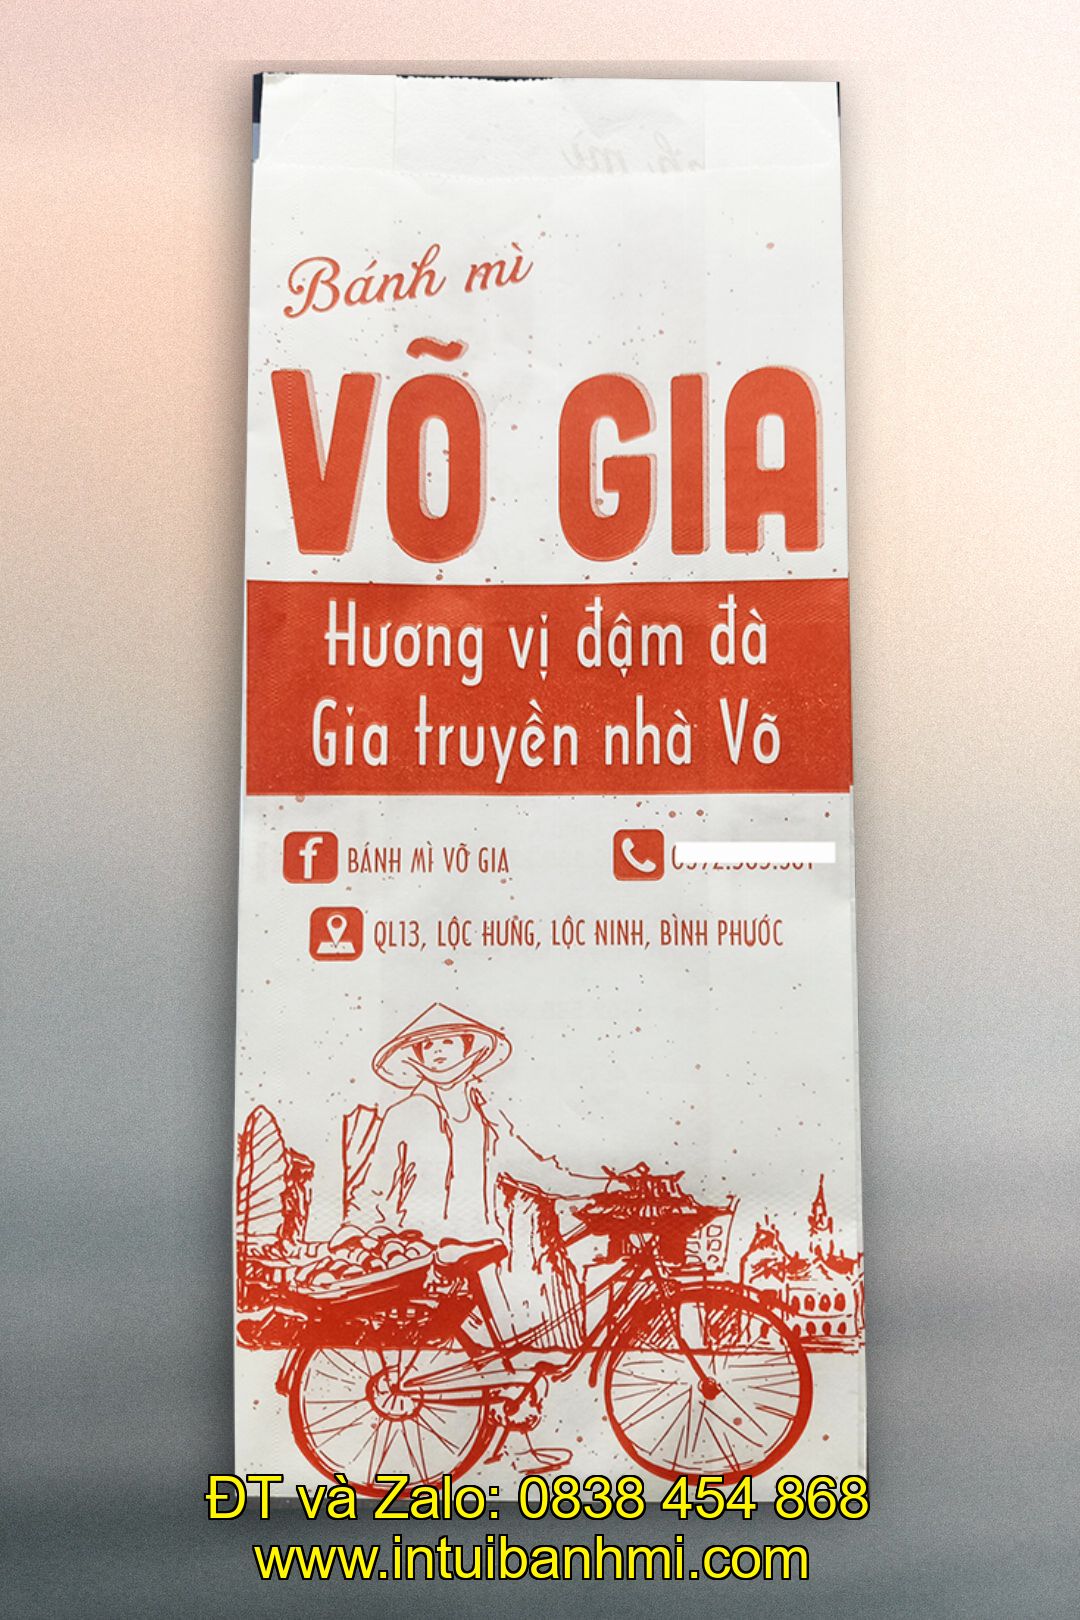 Bánh mì
VÕ GIA
Hương vị đậm đà
Gia truyền nhà Võ
BÁNH MÌ VÕ GIA
QL13, LỘC HƯNG, LỘC NINH, BÌNH PHƯỚC
ĐT và Zalo: 0838 454 868
www.intuibanhmi.com